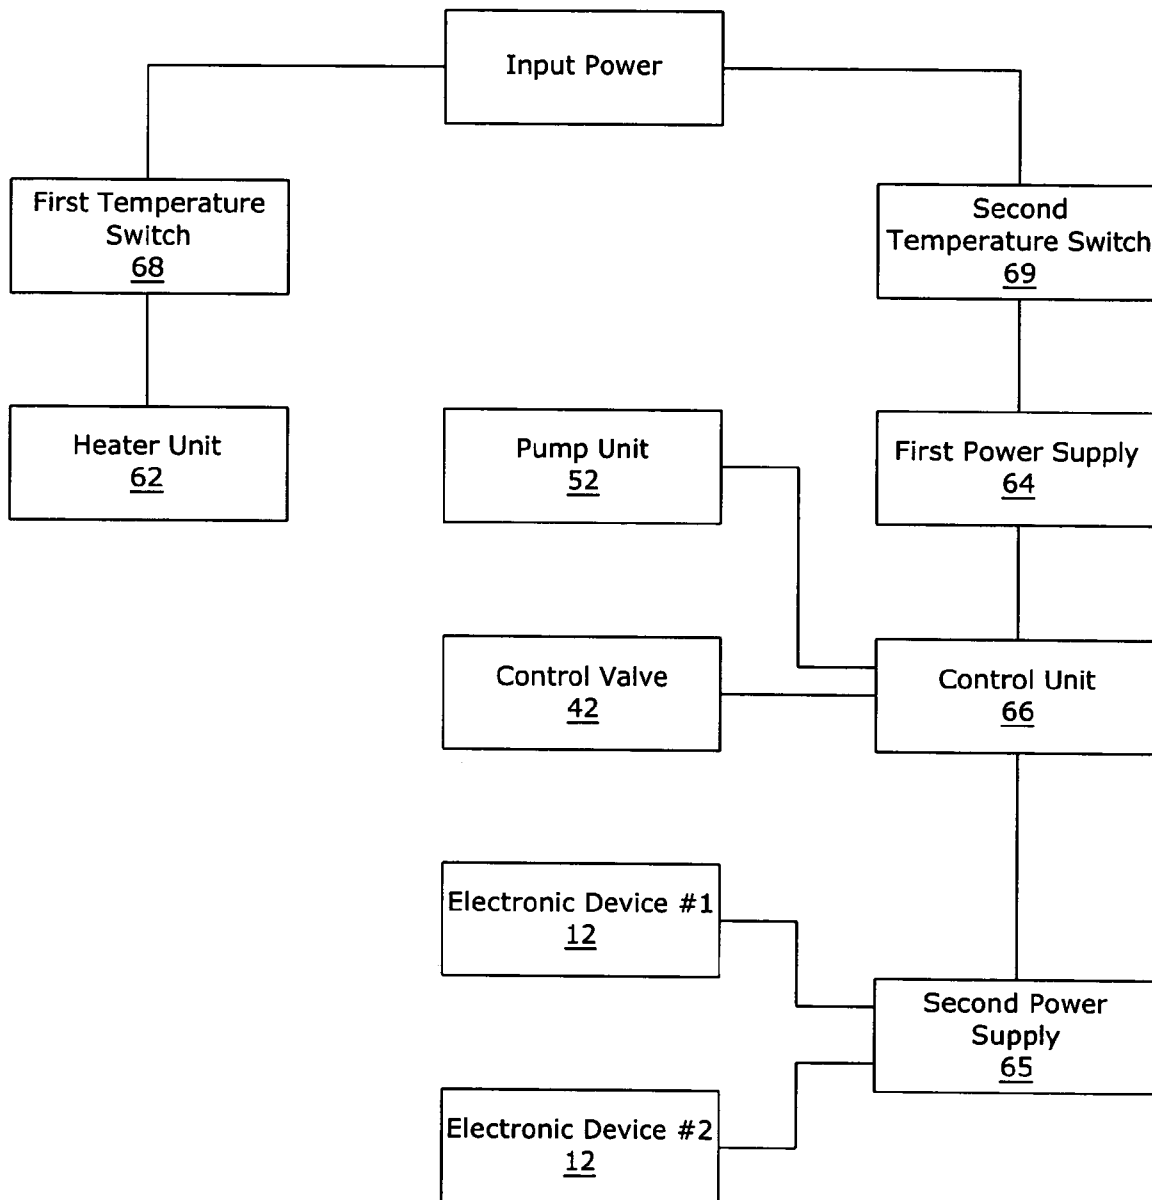 Input Power
First Temperature
Switch
68
Second
Temperature Switch
69
Heater Unit
62
Pump Unit
52
First Power Supply
64
Control Valve
42
Control Unit
66
Electronic Device #1
12
Second Power
Supply
65
Electronic Device #2
12